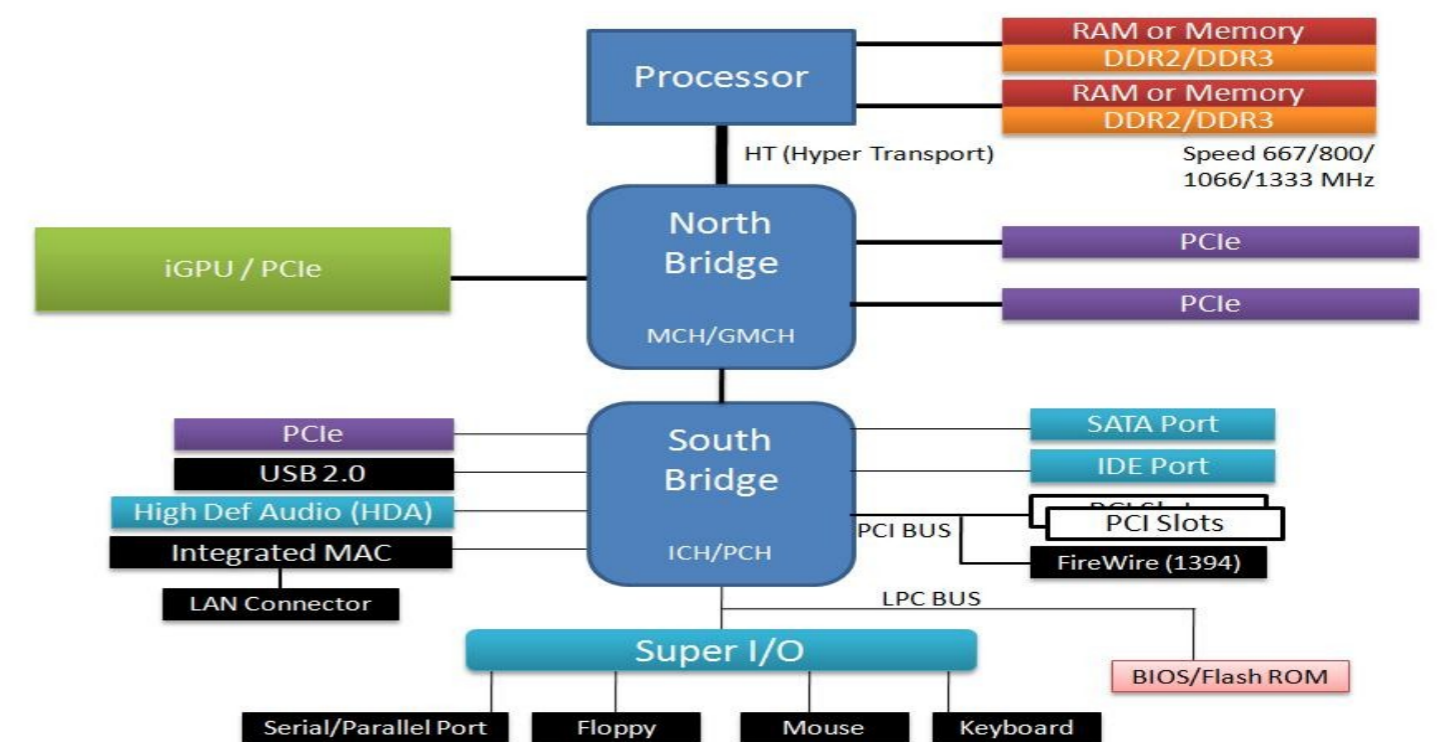 RAM or Memory
DDR2/DDR3
Processor
RAM or Memory
DDR2/DDR3
HT (Hyper Transport)
Speed 667/800/
1066/1333 MHz
North
Bridge
MCH/GMCH
iGPU / PCIe
PCIe
PCIe
South
Bridge
ICH/PCH
PCIe
USB 2.0
High Def Audio (HDA)
Integrated MAC
LAN Connector
SATA Port
IDE Port
PCI BUS
PCI Slots
FireWire (1394)
LPC BUS
Super I/O
BIOS/Flash ROM
Serial/Parallel Port
Floppy
Mouse
Keyboard